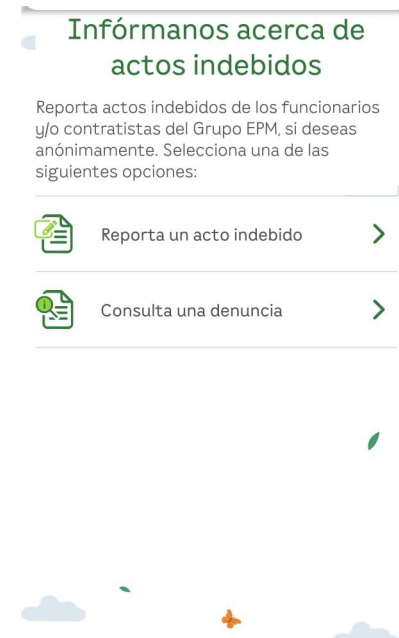 Infórmanos acerca de
actos indebidos
Reporta actos indebidos de los funcionarios
y/o contratistas del Grupo EPM, si deseas
anónimamente. Selecciona una de las
siguientes opciones:
Reporta un acto indebido
Consulta una denuncia